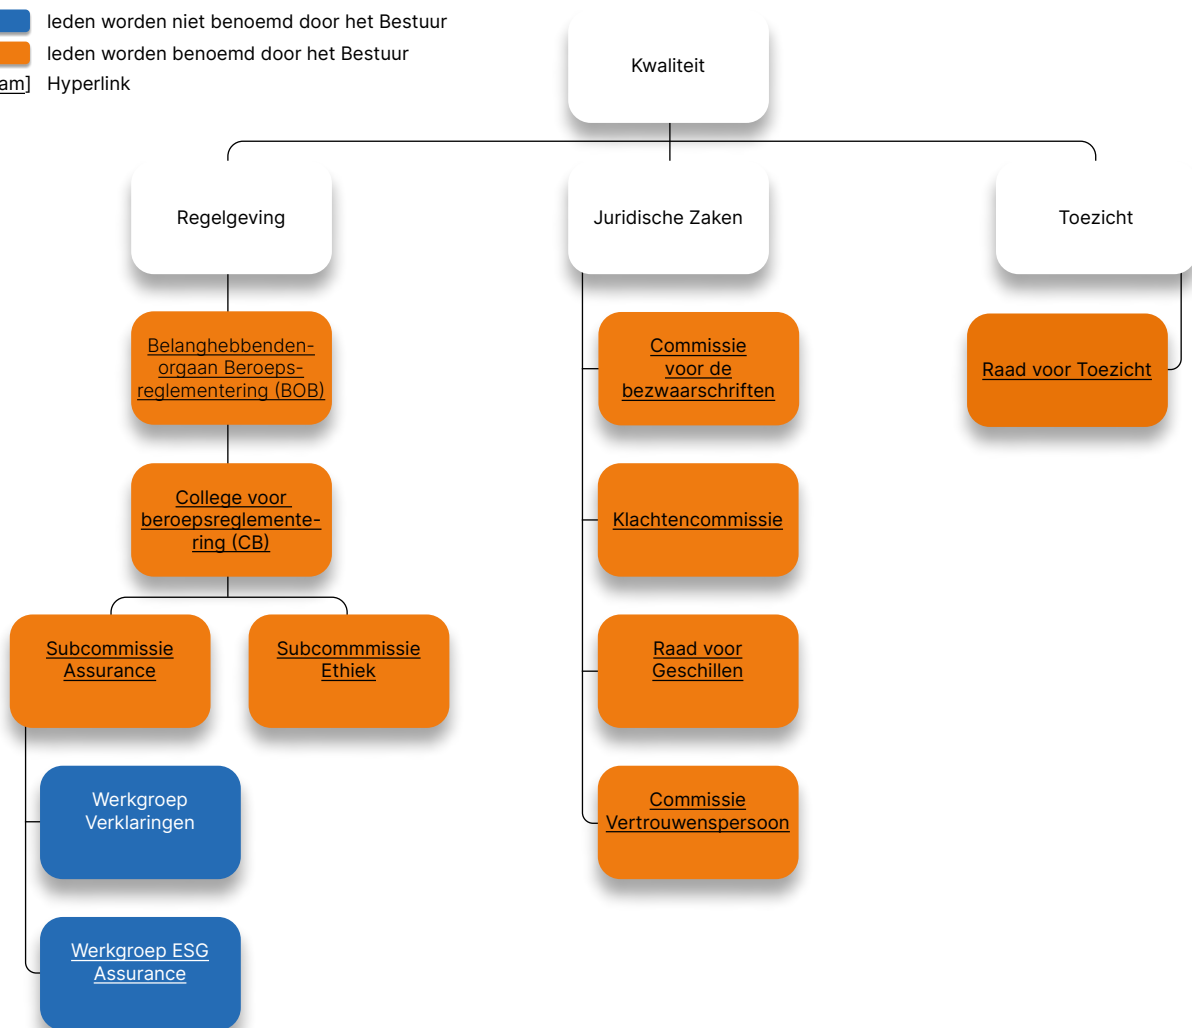 leden worden niet benoemd door het Bestuur
leden worden benoemd door het Bestuur
am] Hyperlink
Kwaliteit
Regelgeving
Juridische Zaken
Toezicht
Belanghebbenden-
orgaan Beroeps-
reglementering (BOB)
Commissie
voor de
bezwaarschriften
Raad voor Toezicht
College voor
beroepsreglemente-
ring (CB)
Klachtencommissie
Subcommissie
Assurance
Subcommmissie
Ethiek
Raad voor
Geschillen
Werkgroep
Verklaringen
Commissie
Vertrouwenspersoon
Werkgroep ESG
Assurance